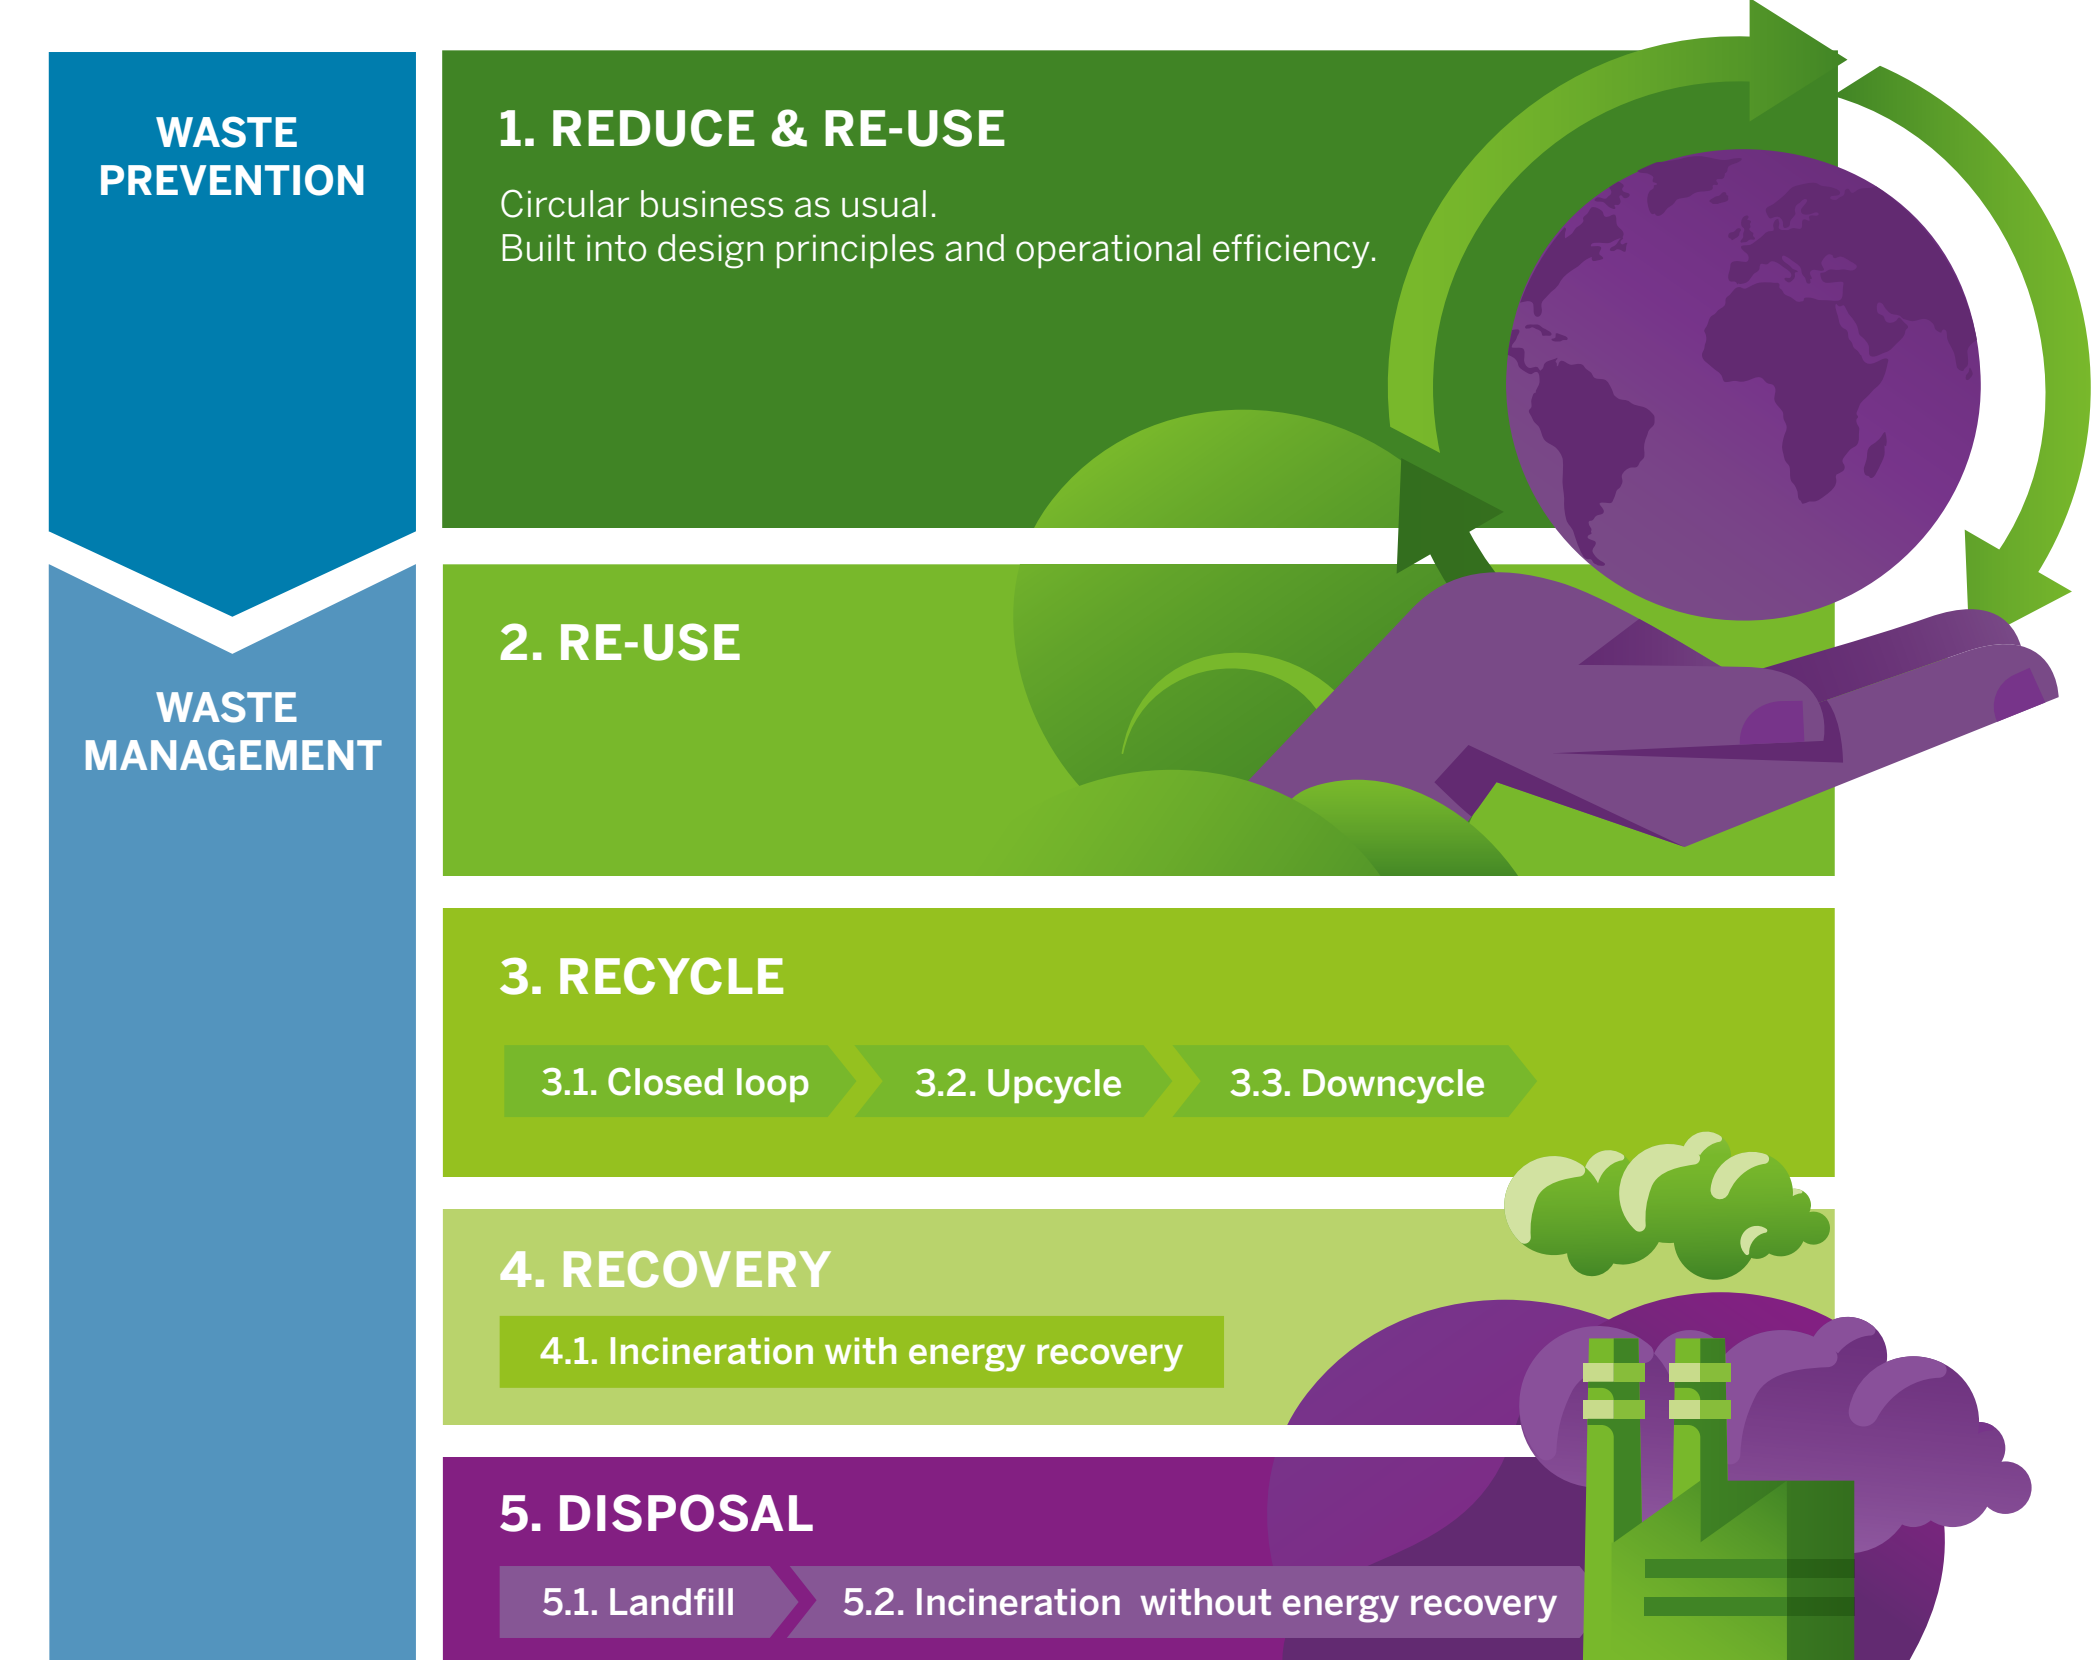 WASTE
PREVENTION
1. REDUCE & RE-USE
Circular business as usual.
Built into design principles and operational efficiency.
WASTE
MANAGEMENT
2. RE-USE
3. RECYCLE
3.1. Closed loop
3.2. Upcycle
3.3. Downcycle
4. RECOVERY
4.1. Incineration with energy recovery
5. DISPOSAL
5.1. Landfill
5.2. Incineration  without energy recovery